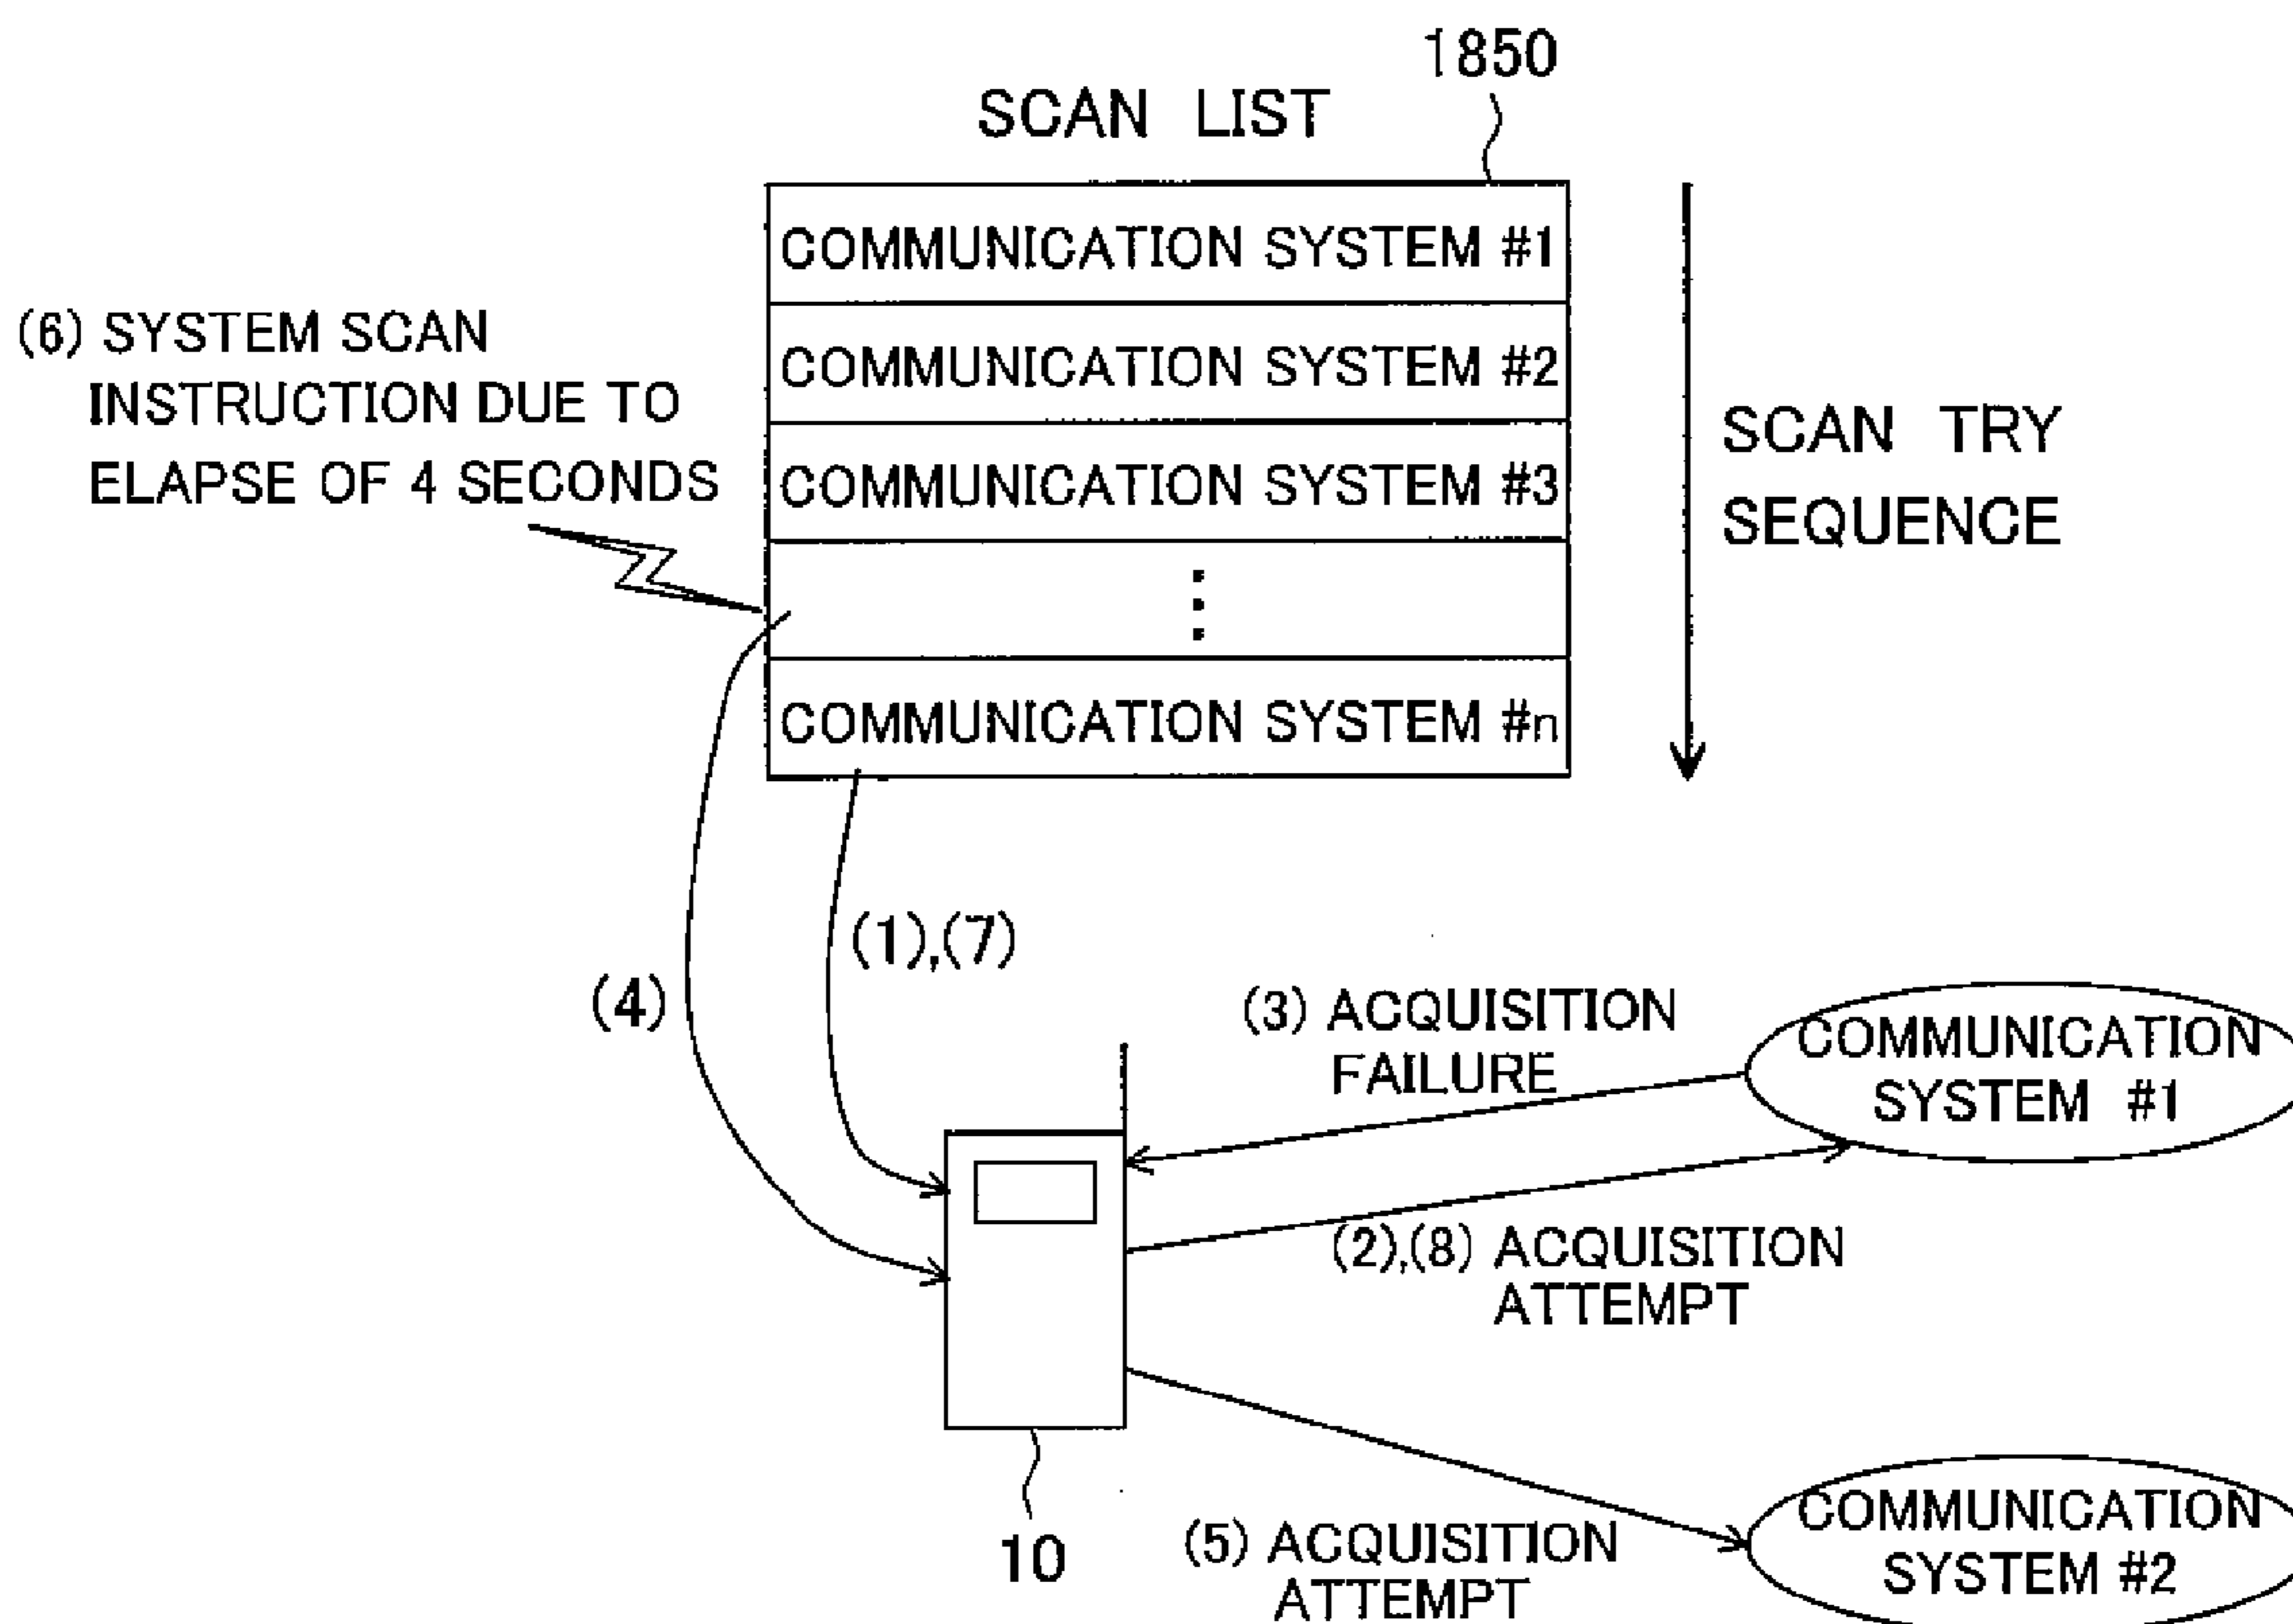 1850
SCAN LIST
COMMUNICATION SYSTEM #1
COMMUNICATION SYSTEM #2
COMMUNICATION SYSTEM #3
COMMUNICATION SYSTEM #n
(6) SYSTEM SCAN
INSTRUCTION DUE TO
ELAPSE OF 4 SECONDS
SCAN TRY
SEQUENCE
(4)
(1),(7)
(3) ACQUISITION
FAILURE
COMMUNICATION
SYSTEM #1
(2),(8) ACQUISITION
ATTEMPT
10
(5) ACQUISITION
ATTEMPT
COMMUNICATION
SYSTEM #2